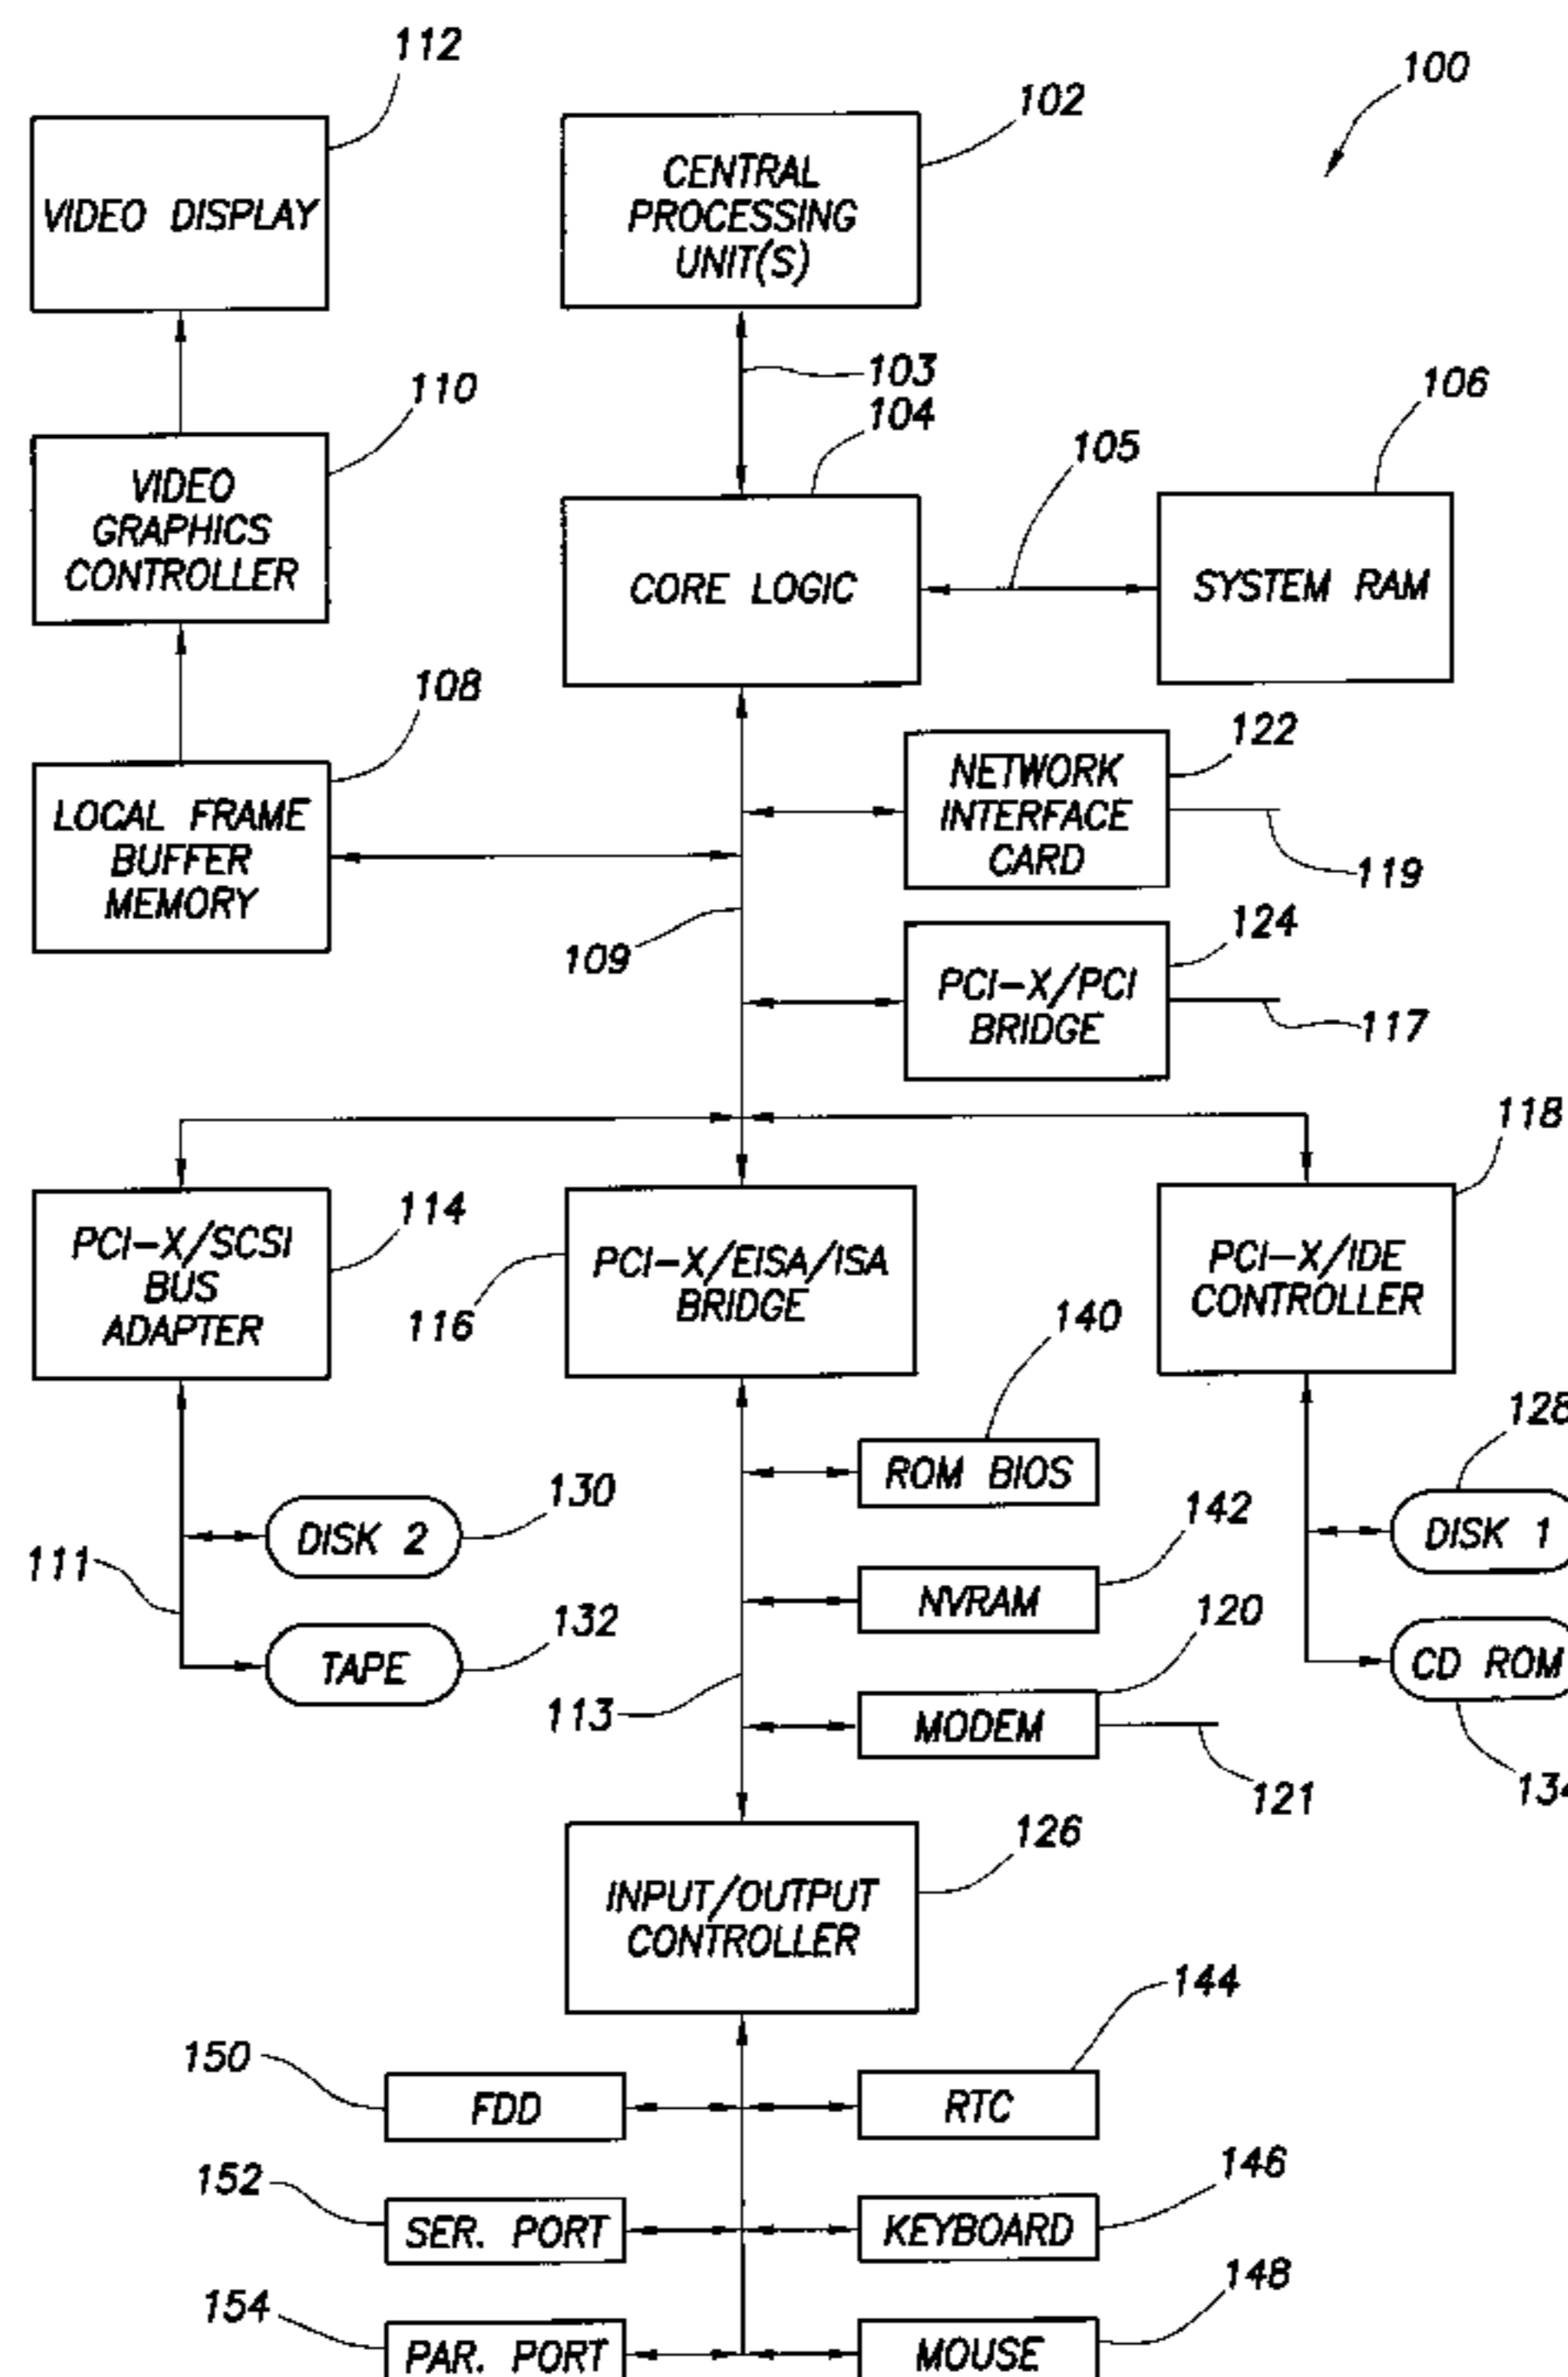 112
100
102
VIDEO DISPLAY
CENTRAL
PROCESSING
UNIT(S)
103
104
110
106
105
VIDEO
GRAPHICS
CONTROLLER
CORE LOGIC
SYSTEM RAM
108
122
LOCAL FRAME
BUFFER
MEMORY
NETWORK
INTERFACE
CARD
119
109
124
PCI-X/PCI
BRIDGE
117
118
114
PCI-X/SCSI
BUS
ADAPTER
116
PCI-X/EISA/ISA
BRIDGE
PCI-X/IDE
CONTROLLER
140
128
ROM BIOS
130
DISK 2
142
DISK 1
111
NVRAM
132
TAPE
120
CD ROM
113
MODEM
121
134
126
INPUT/OUTPUT
CONTROLLER
144
150
FDD
RTC
152
146
SER. PORT
KEYBOARD
154
148
PAR. PORT
MOUSE